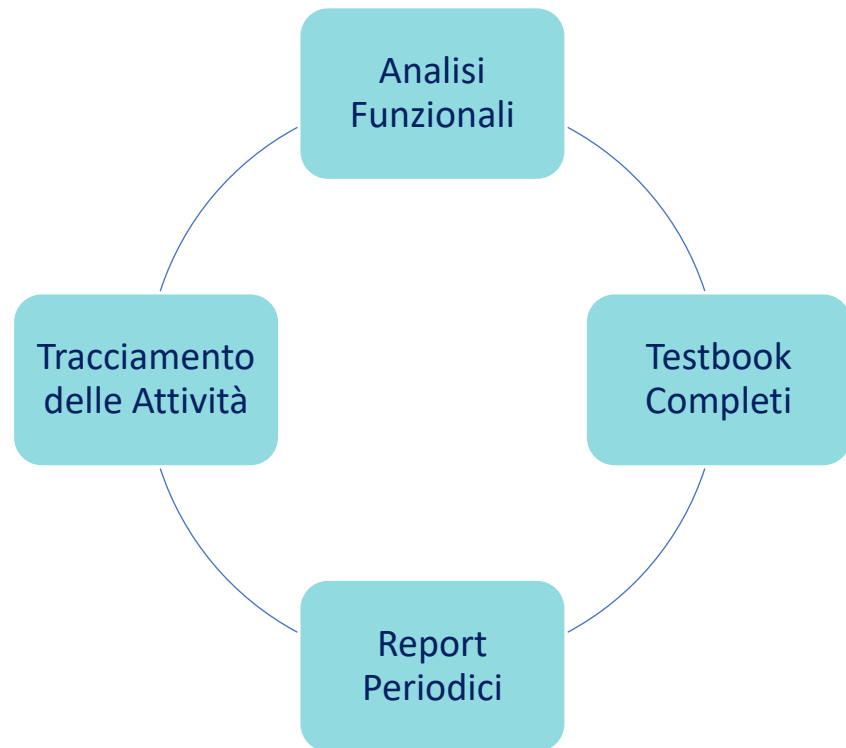 Analisi
Funzionali
Tracciamento
delle Attività
Testbook
Completi
Report
Periodici